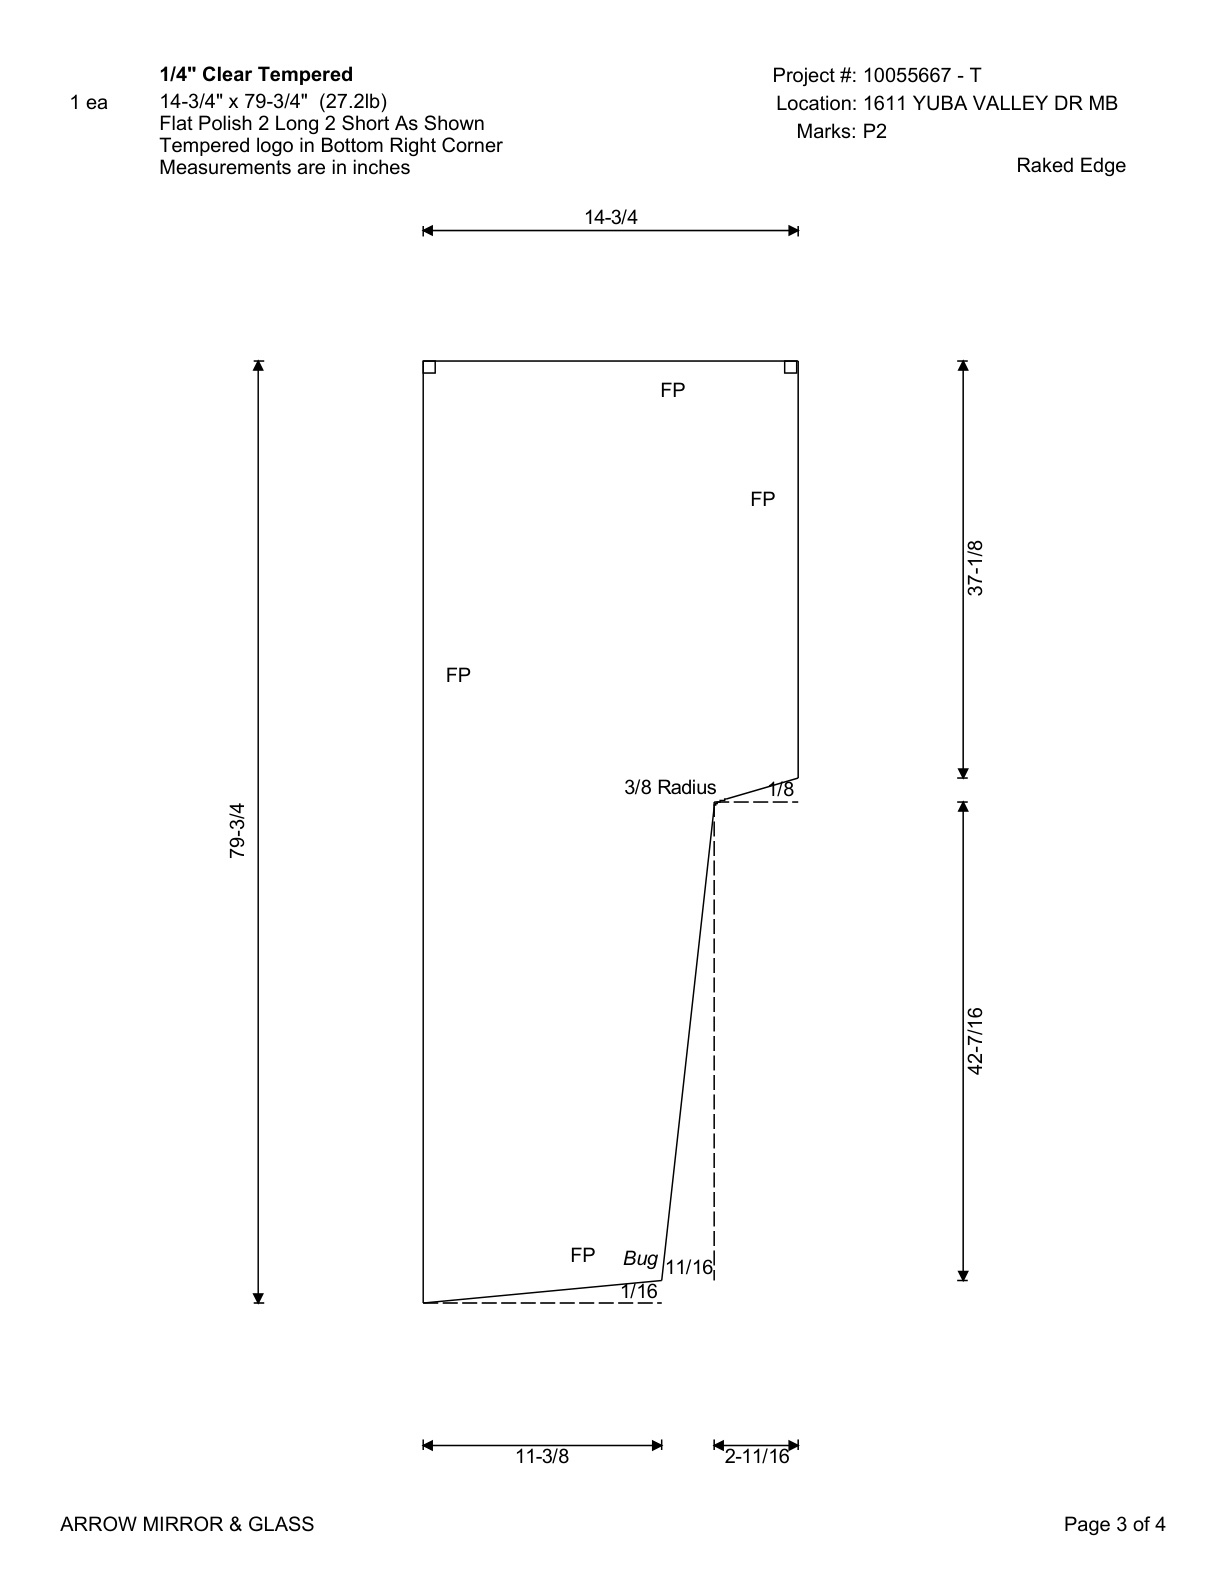 1/4" Clear Tempered
1 ea
14-3/4" x 79-3/4" (27.2lb)
Flat Polish 2 Long 2 Short As Shown
Tempered logo in Bottom Right Corner
Measurements are in inches
Project #: 10055667 - T
Location: 1611 YUBA VALLEY DR MB
Marks: P2
Raked Edge
14-3/4
FP
FP
37-1/8
FP
3/8 Radius
1/8
79-3/4
42-7/16
FP
Bug
11/16
1/16
11-3/8
2-11/16
ARROW MIRROR & GLASS
Page 3 of 4